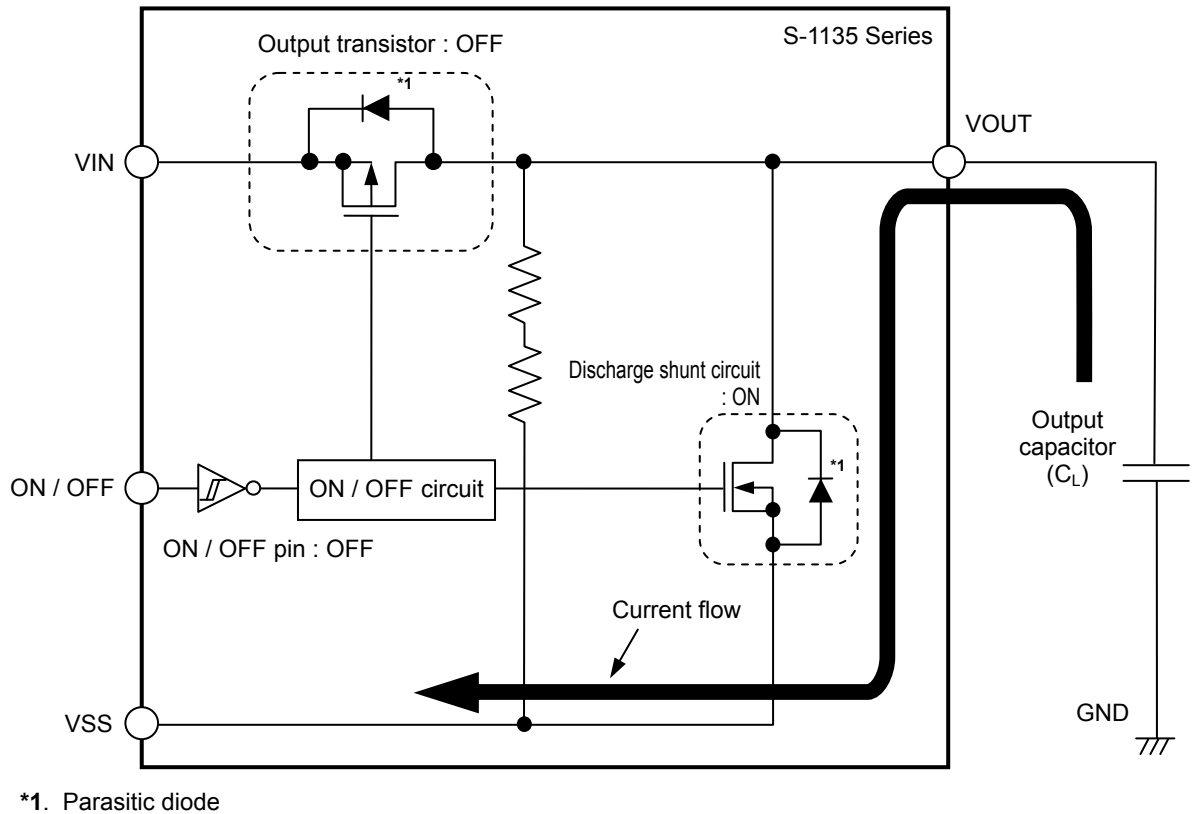 S-1135 Series
Output transistor : OFF
*1
VOUT
VIN
Discharge shunt circuit
: ON
*1
Output
capacitor
(CL)
ON / OFF
ON / OFF circuit
ON / OFF pin : OFF
Current flow
VSS
GND
*1. Parasitic diode